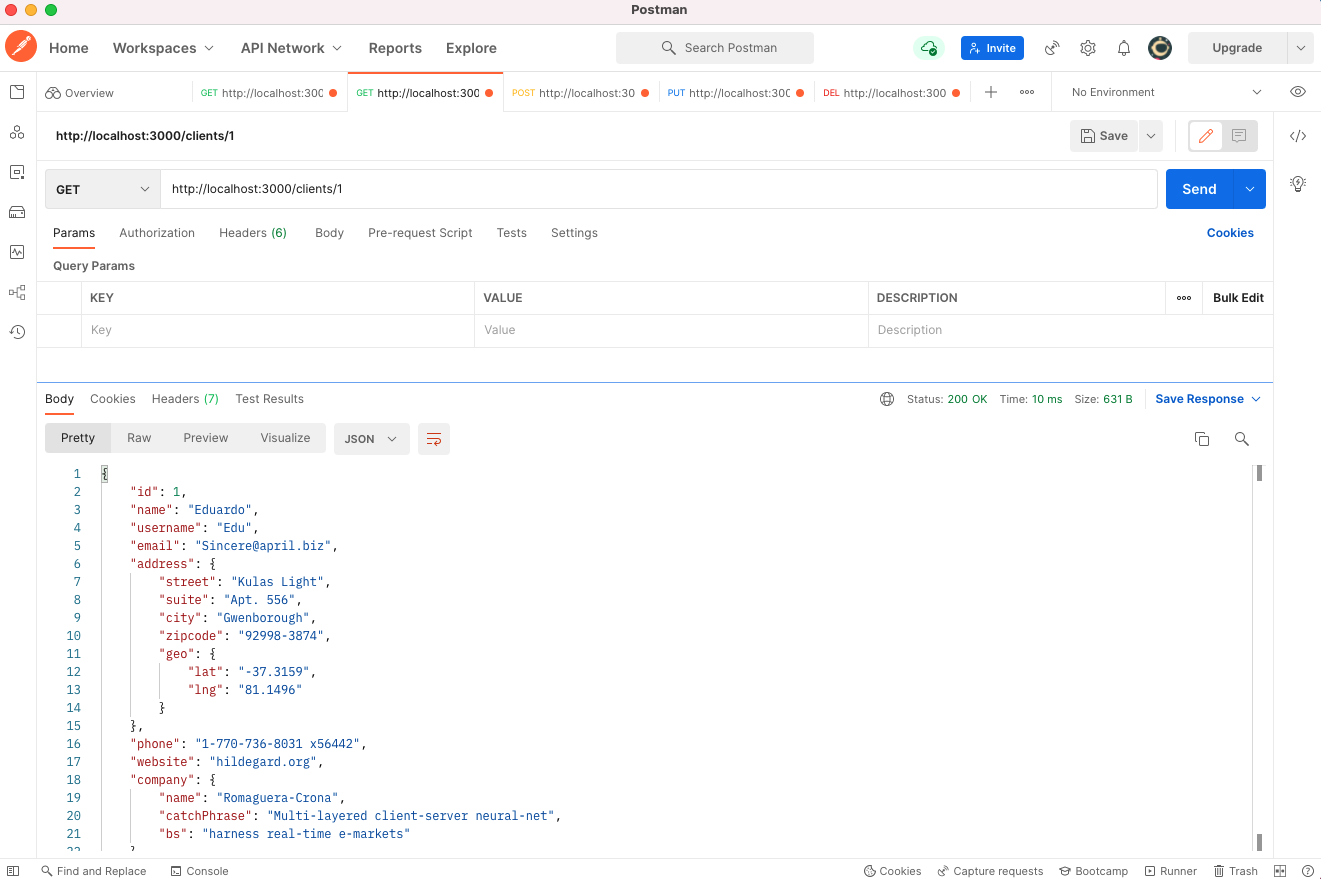 Postman
Home Workspaces API Network Reports Explore Search Postman Invite Upgrade
Overview GET http://localhost:300 GET http://localhost:300 POST http://localhost:30 PUT http://localhost:300 DEL http://localhost:300 No Environment
http://localhost:3000/clients/1 Save
GET http://localhost:3000/clients/1 Send
Params Authorization Headers (6) Body Pre-request Script Tests Settings Cookies
Query Params
KEY VALUE DESCRIPTION Bulk Edit
Key Value Description
Body Cookies Headers (7) Test Results Status: 200 OK Time: 10 ms Size: 631 B Save Response
Pretty Raw Preview Visualize JSON
1 {
2 "id": 1,
3 "name": "Eduardo",
4 "username": "Edu",
5 "email": "Sincere@april.biz",
6 "address": {
7 "street": "Kulas Light",
8 "suite": "Apt. 556",
9 "city": "Gwenborough",
10 "zipcode": "92998-3874",
11 "geo": {
12 "lat": "-37.3159",
13 "lng": "81.1496"
14 }
15 },
16 "phone": "1-770-736-8031 x56442",
17 "website": "hildegard.org",
18 "company": {
19 "name": "Romaguera-Crona",
20 "catchPhrase": "Multi-layered client-server neural-net",
21 "bs": "harness real-time e-markets"
Find and Replace Console Cookies Capture requests Bootcamp Runner Trash